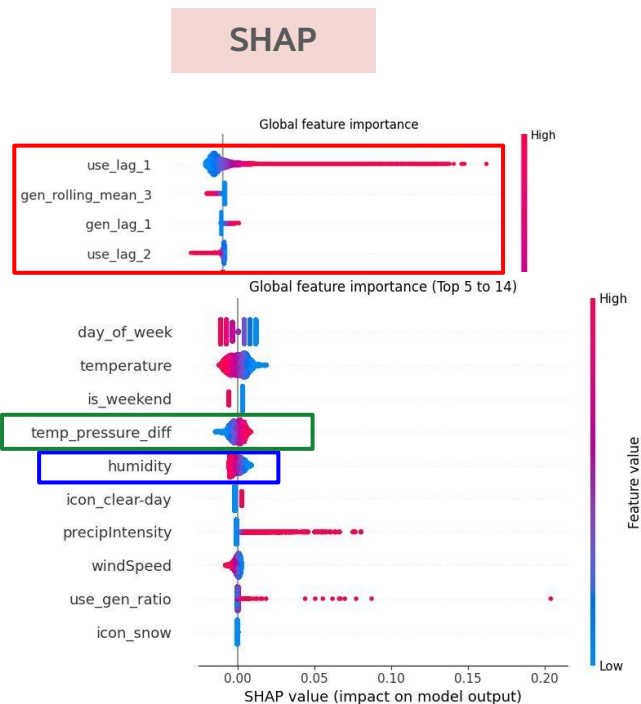 SHAP
Global feature importance
High
use_lag_1
gen_rolling_mean_3
gen_lag_1
use_lag_2
Global feature importance (Top 5 to 14)
High
day_of_week
temperature
is_weekend
temp_pressure_diff
humidity
icon_clear-day
precipIntensity
windSpeed
use_gen_ratio
icon_snow
Feature value
Low
0.00 0.05 0.10 0.15 0.20
SHAP value (impact on model output)